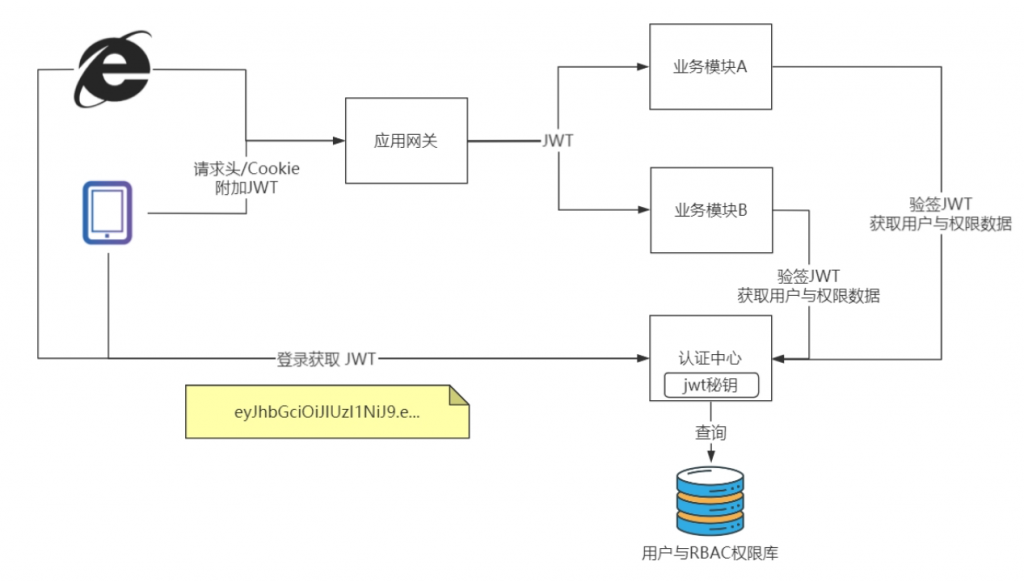 业务模块A
应用网关
JWT
请求头/Cookie
附加JWT
业务模块B
验签JWT
获取用户与权限数据
验签JWT
获取用户与权限数据
登录获取 JWT
认证中心
jwt秘钥
eyJhbGciOiJIUzI1NiJ9.e...
查询
用户与RBAC权限库